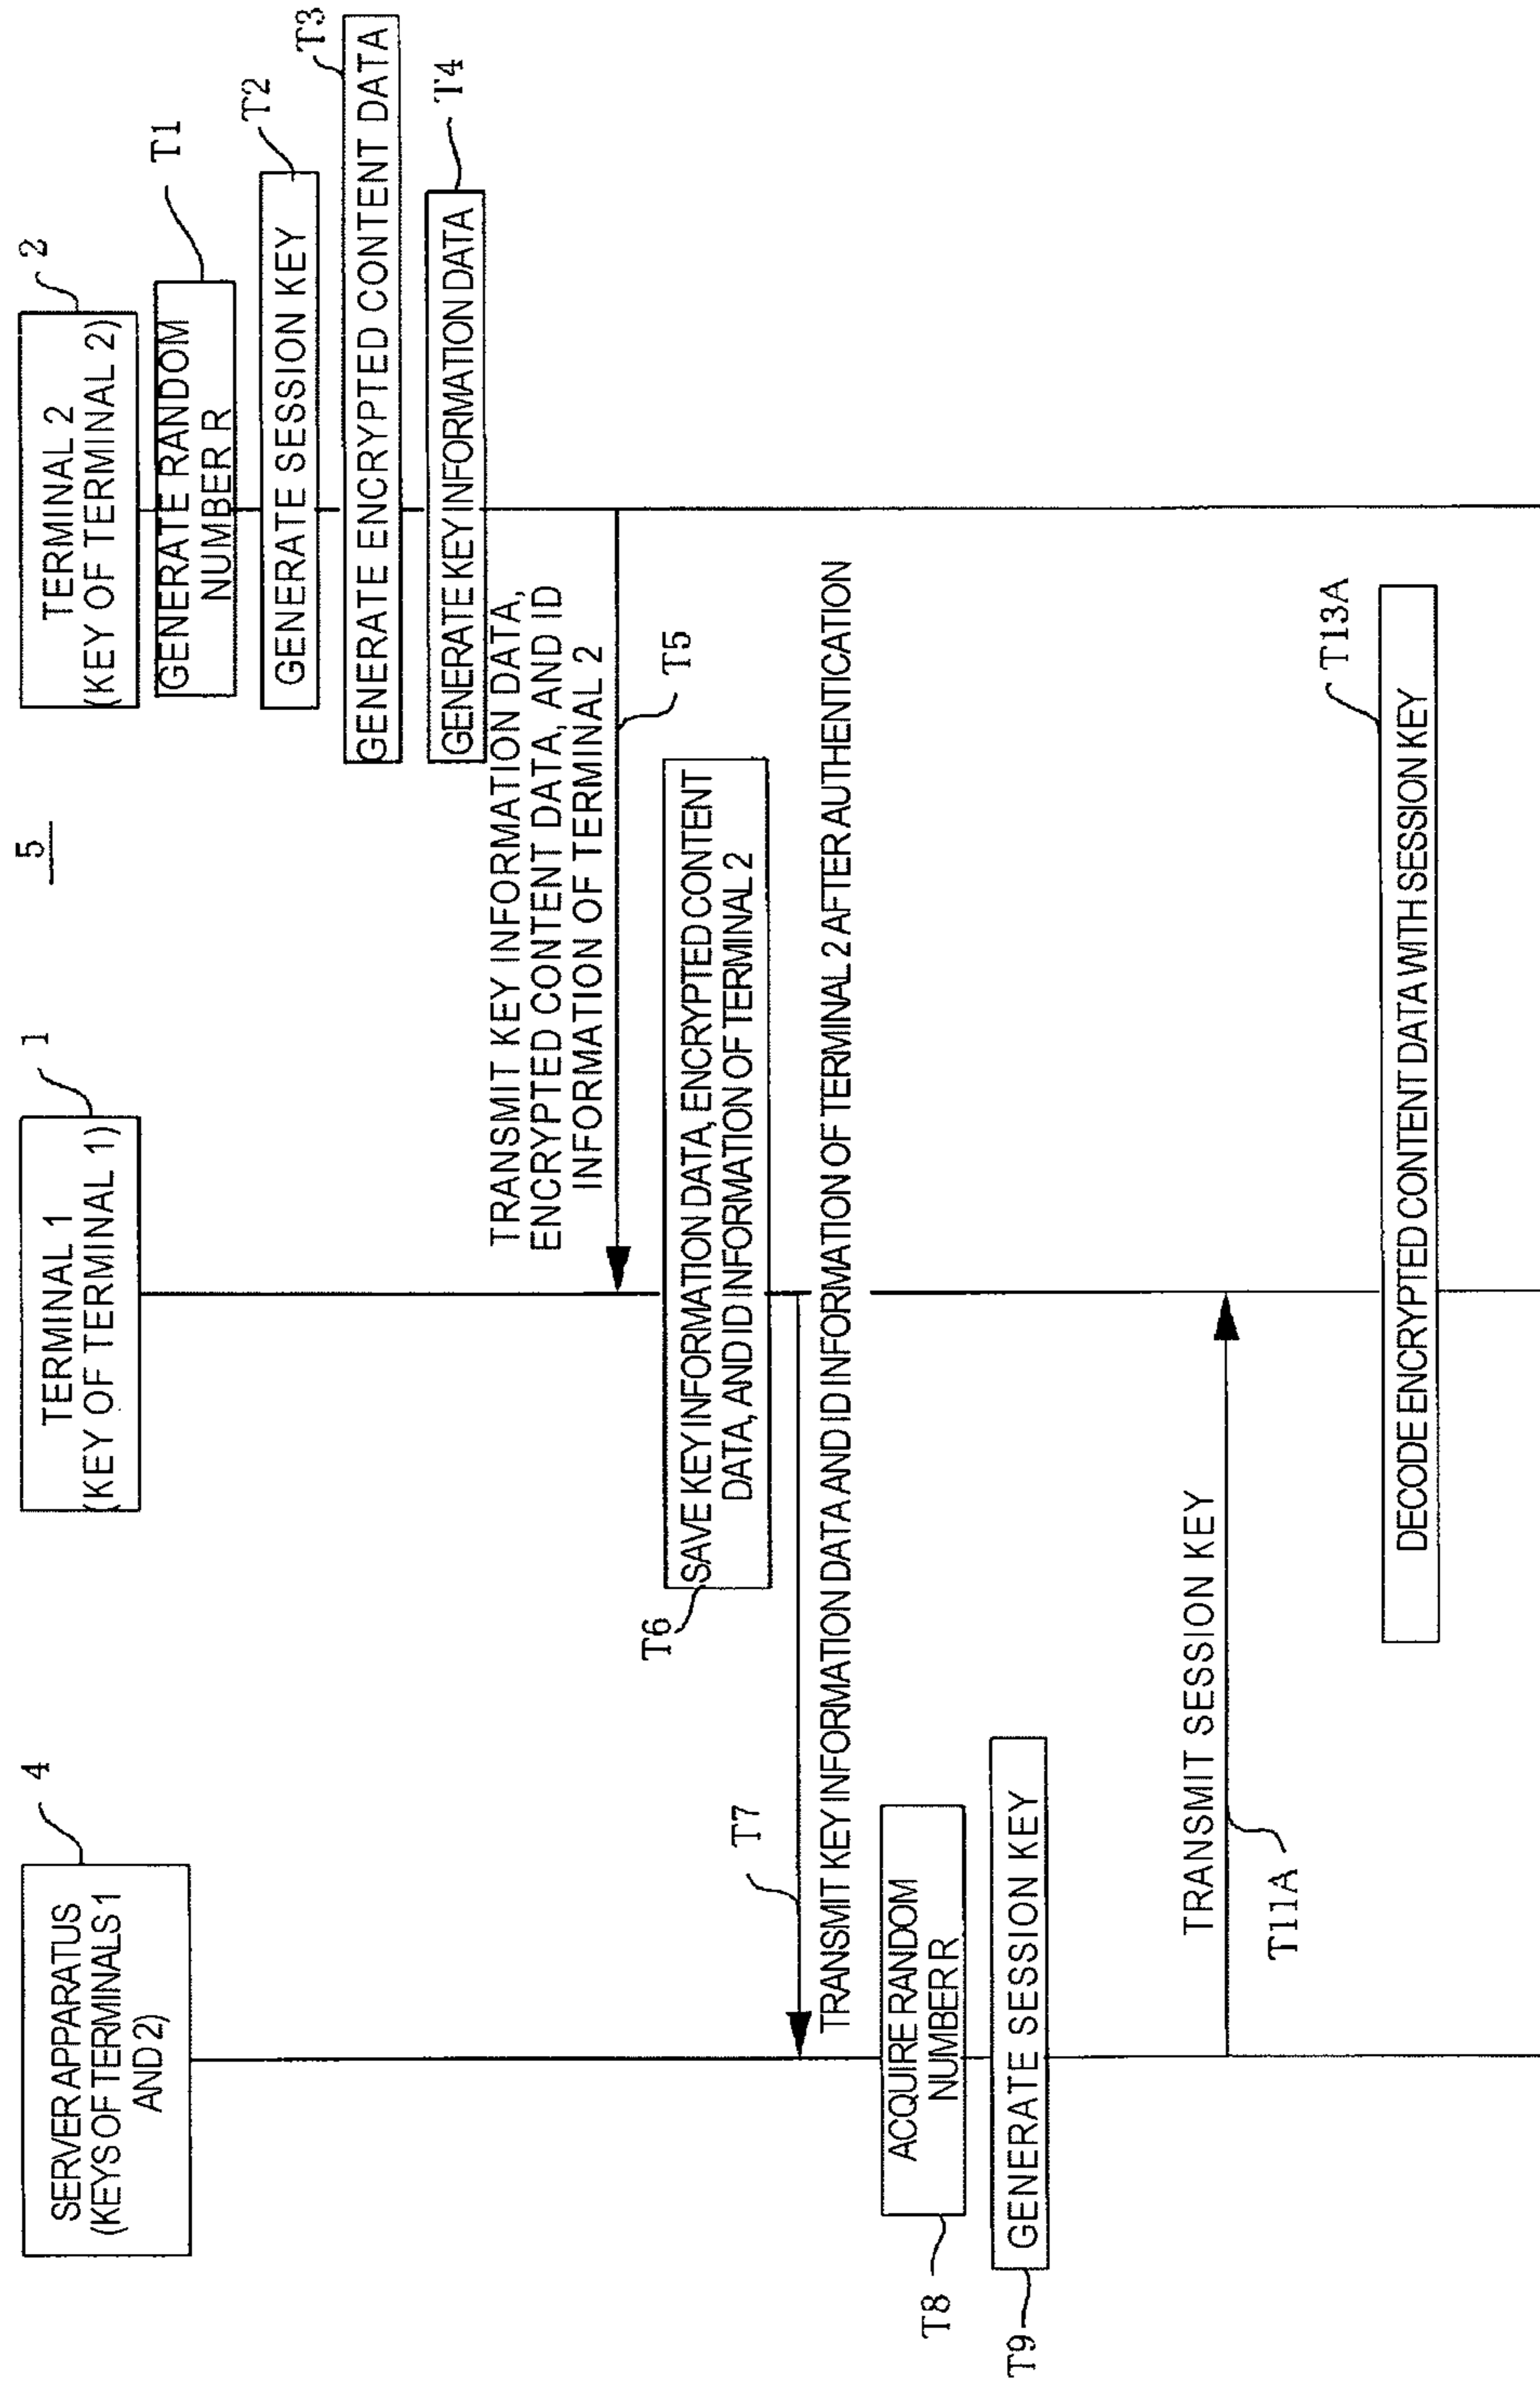 5
4
SERVER APPARATUS
(KEYS OF TERMINALS 1
AND 2)
1
TERMINAL 1
(KEY OF TERMINAL 1)
2
TERMINAL 2
(KEY OF TERMINAL 2)
GENERATE RANDOM
NUMBER R
T1
GENERATE SESSION KEY
T2
GENERATE ENCRYPTED CONTENT DATA
T3
GENERATE KEY INFORMATION DATA
T4
TRANSMIT KEY INFORMATION DATA,
ENCRYPTED CONTENT DATA, AND ID
INFORMATION OF TERMINAL 2
T5
T6
SAVE KEY INFORMATION DATA, ENCRYPTED CONTENT
DATA, AND ID INFORMATION OF TERMINAL 2
T7
TRANSMIT KEY INFORMATION DATA AND ID INFORMATION OF TERMINAL 2 AFTER AUTHENTICATION
T8
ACQUIRE RANDOM
NUMBER R
T9
GENERATE SESSION KEY
TRANSMIT SESSION KEY
T11A
T13A
DECODE ENCRYPTED CONTENT DATA WITH SESSION KEY